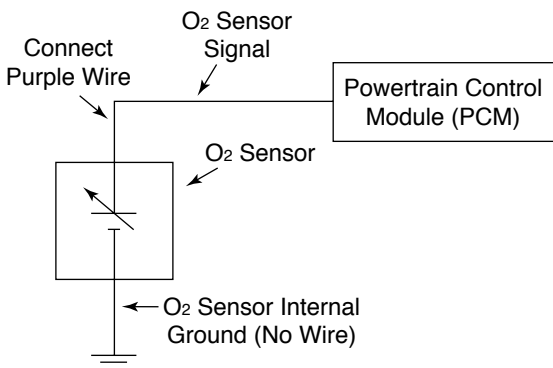 O₂ Sensor
Signal
Connect
Purple Wire
Powertrain Control
Module (PCM)
O₂ Sensor
O₂ Sensor Internal
Ground (No Wire)